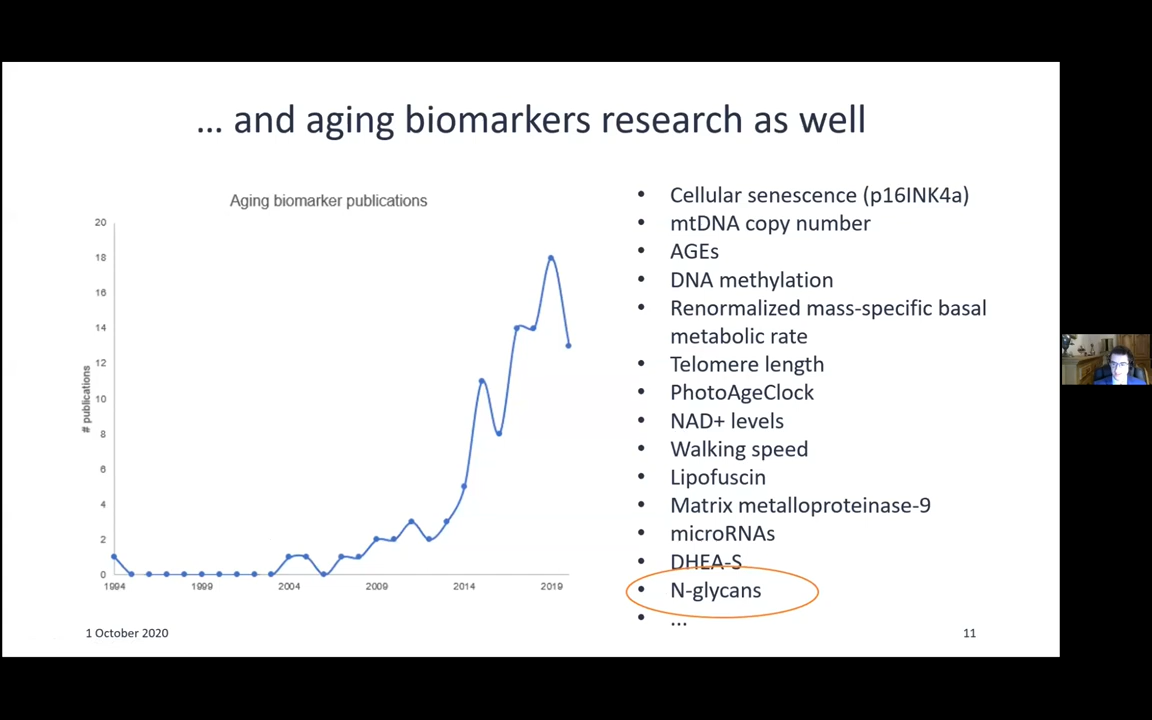 ... and aging biomarkers research as well
Aging biomarker publications
20
18
16
14
12
10
8
6
4
2
0
# publications
1994
1999
2004
2009
2014
2019
• Cellular senescence (p16INK4a)
• mtDNA copy number
• AGEs
• DNA methylation
• Renormalized mass-specific basal
metabolic rate
• Telomere length
• PhotoAgeClock
• NAD+ levels
• Walking speed
• Lipofuscin
• Matrix metalloproteinase-9
• microRNAs
• DHEA-S
• N-glycans
• ...
1 October 2020
11